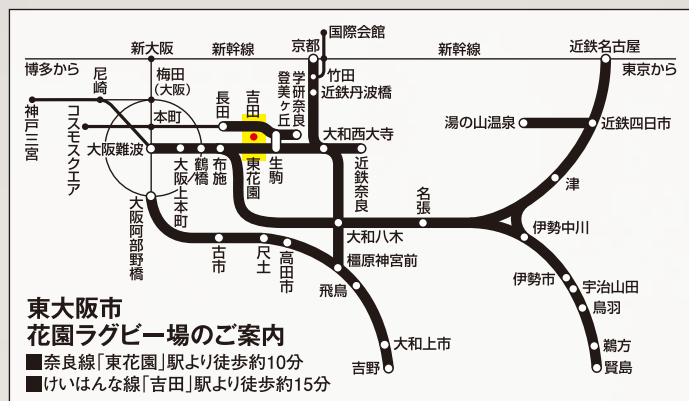 国際会館
新大阪
新幹線
京都
新幹線
近鉄名古屋
博多から
東京から
尼崎
梅田
（大阪）
竹田
近鉄丹波橋
学研奈良
登美ヶ丘
長田
吉田
神戸三宮
コスモスクエア
本町
湯の山温泉
近鉄四日市
大和西大寺
大阪難波
大阪上本町
鶴橋
布施
東花園
生駒
近鉄奈良
津
名張
大阪阿部野橋
大和八木
伊勢中川
古市
尺土
高田市
橿原神宮前
飛鳥
伊勢市
宇治山田
鳥羽
東大阪市
花園ラグビー場のご案内
大和上市
鵜方
■奈良線「東花園」駅より徒歩約10分
吉野
賢島
■けいはんな線「吉田」駅より徒歩約15分